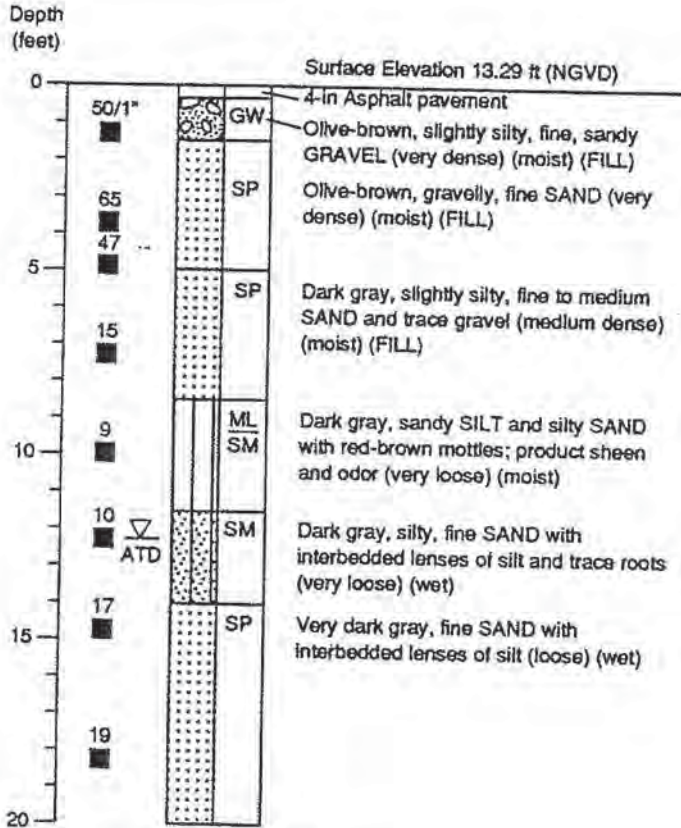 Depth
(feet)
Surface Elevation 13.29 ft (NGVD)
0
50/1"
4-in Asphalt pavement
GW
Olive-brown, slightly silty, fine, sandy
GRAVEL (very dense) (moist) (FILL)
65
SP
Olive-brown, gravelly, fine SAND (very
dense) (moist) (FILL)
47
5
SP
Dark gray, slightly silty, fine to medium
SAND and trace gravel (medium dense)
(moist) (FILL)
15
9
10
ML
SM
Dark gray, sandy SILT and silty SAND
with red-brown mottles; product sheen
and odor (very loose) (moist)
10
ATD
SM
Dark gray, silty, fine SAND with
interbedded lenses of silt and trace roots
(very loose) (wet)
17
15
SP
Very dark gray, fine SAND with
interbedded lenses of silt (loose) (wet)
19
20